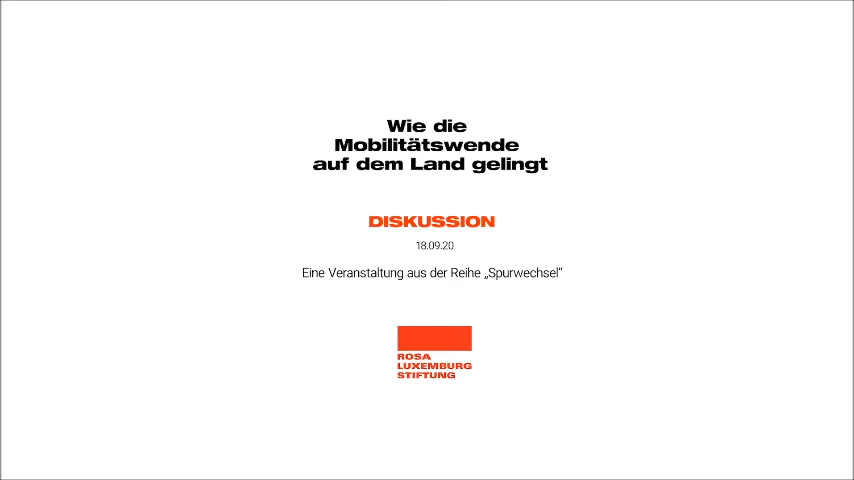 Wie die
Mobilitätswende
auf dem Land gelingt
DISKUSSION
18.09.20
Eine Veranstaltung aus der Reihe „Spurwechsel“
ROSA
LUXEMBURG
STIFTUNG